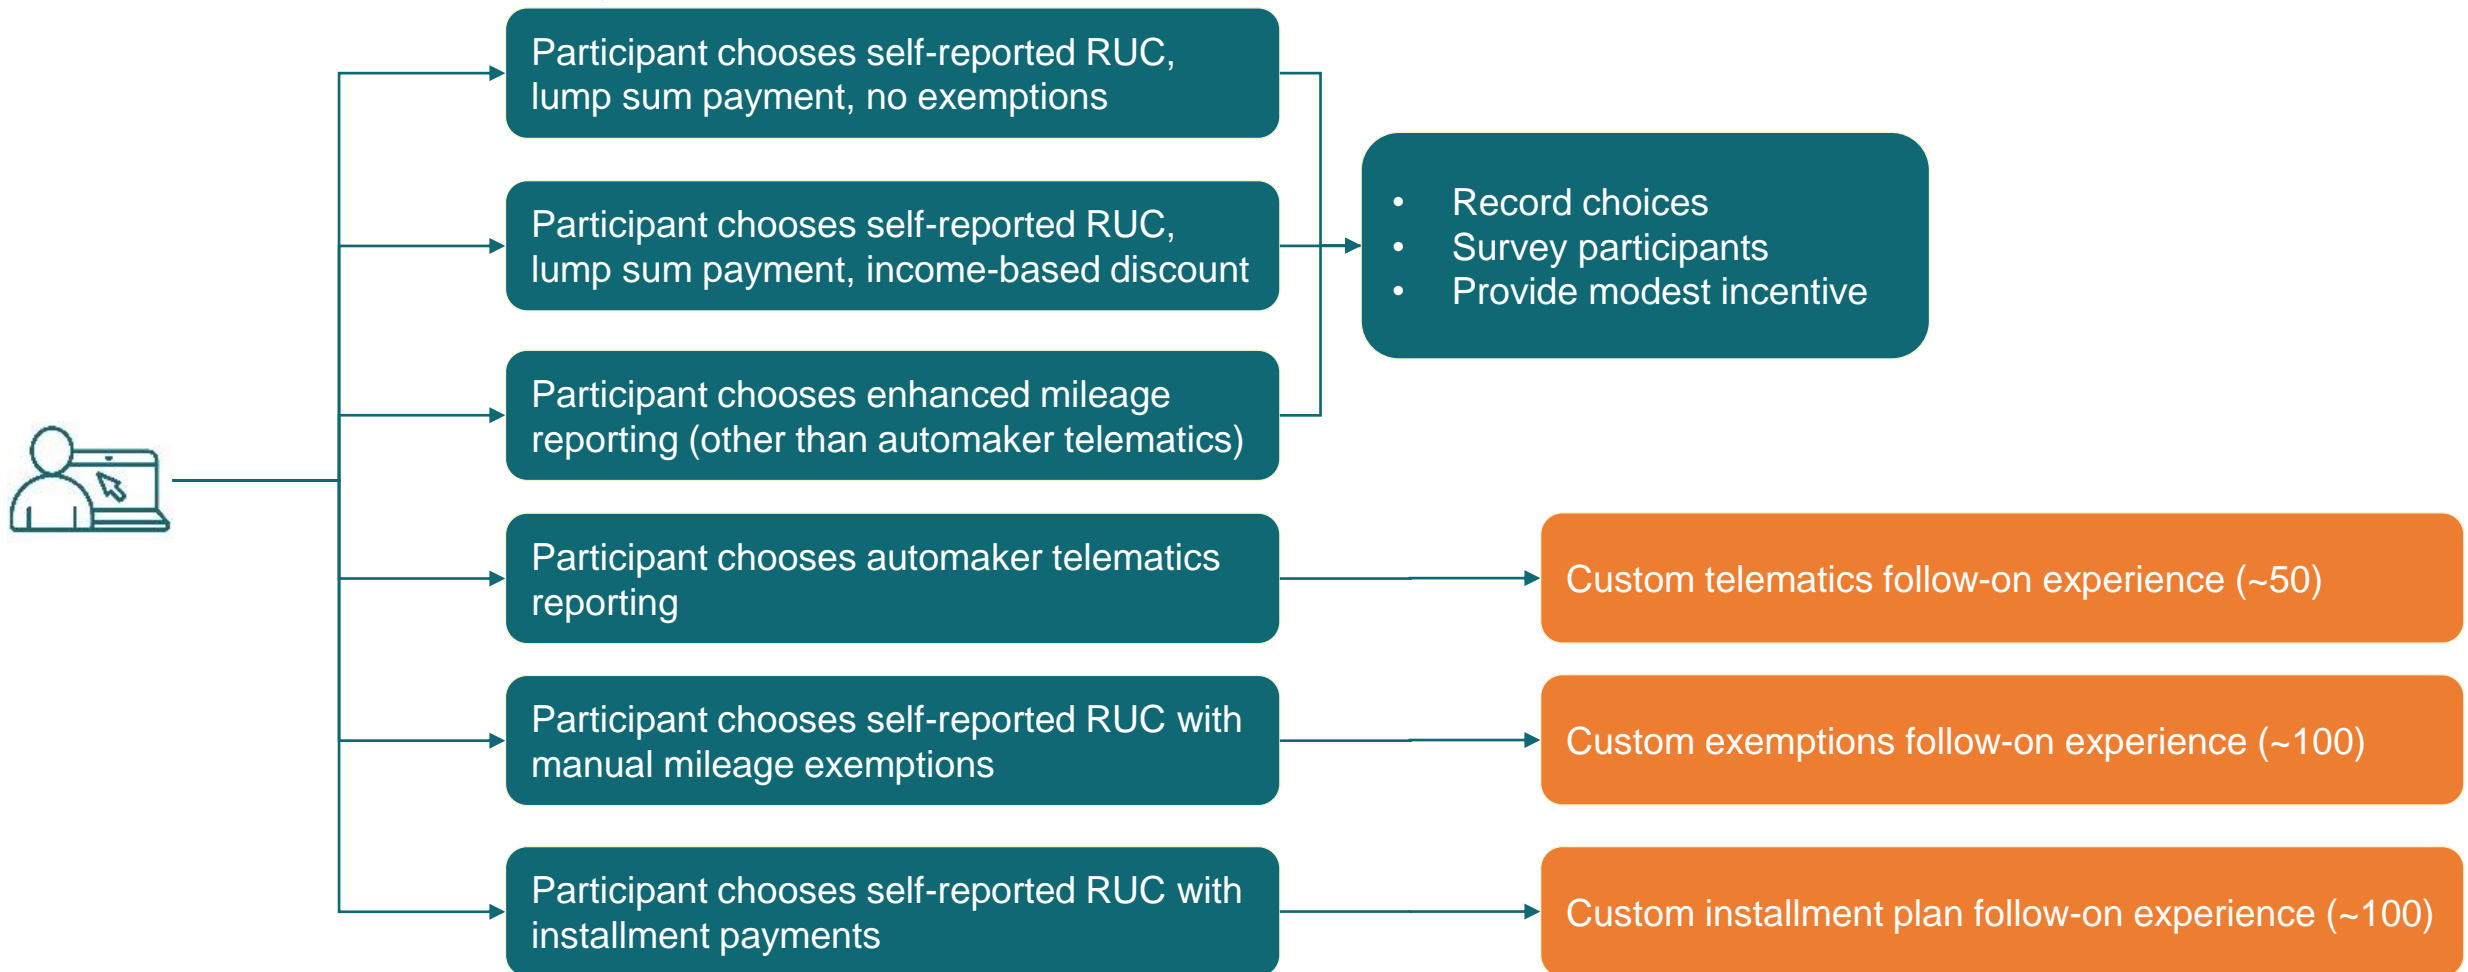 Participant chooses self-reported RUC,
lump sum payment, no exemptions
Participant chooses self-reported RUC,
lump sum payment, income-based discount
Participant chooses enhanced mileage
reporting (other than automaker telematics)
• Record choices
• Survey participants
• Provide modest incentive
Participant chooses automaker telematics
reporting
Custom telematics follow-on experience (~50)
Participant chooses self-reported RUC with
manual mileage exemptions
Custom exemptions follow-on experience (~100)
Participant chooses self-reported RUC with
installment payments
Custom installment plan follow-on experience (~100)